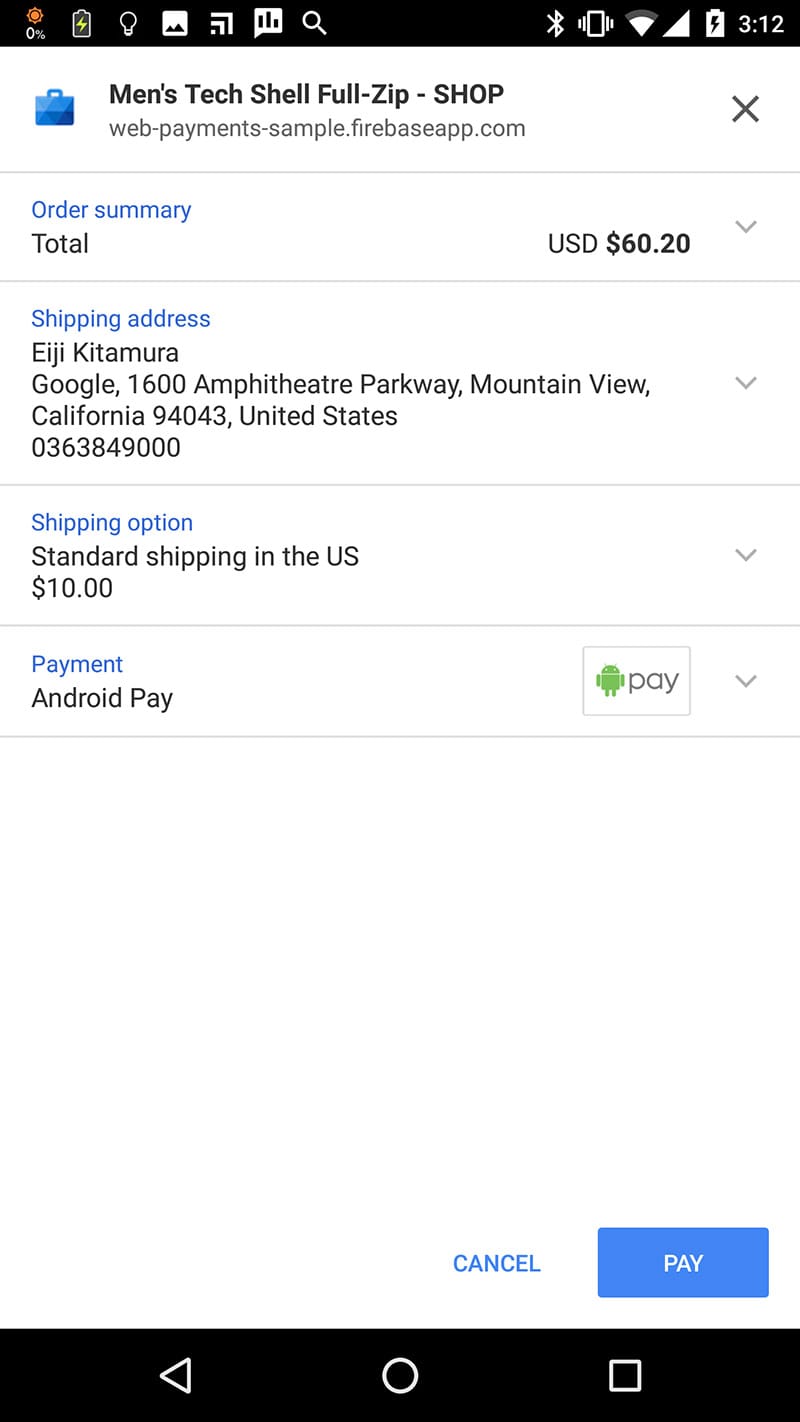 0%
3:12
Men's Tech Shell Full-Zip - SHOP
web-payments-sample.firebaseapp.com
Order summary
Total USD $60.20
Shipping address
Eiji Kitamura
Google, 1600 Amphitheatre Parkway, Mountain View,
California 94043, United States
0363849000
Shipping option
Standard shipping in the US
$10.00
Payment
Android Pay
pay
CANCEL PAY